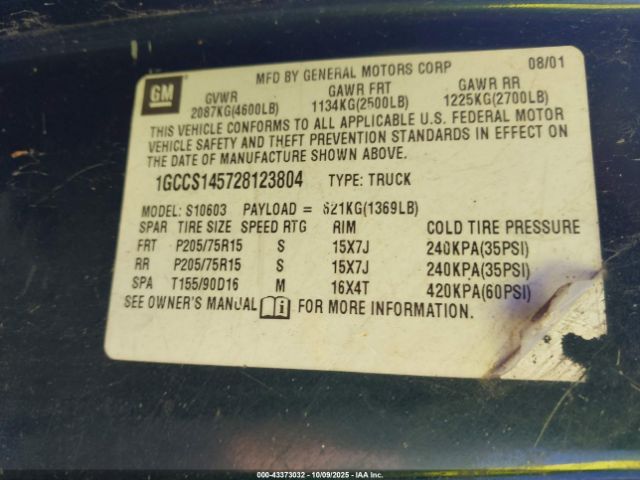 MFD BY GENERAL MOTORS CORP 08/01
GM
GVWR GAWR FRT GAWR RR
2087KG(4600LB) 1134KG(2500LB) 1225KG(2700LB)
THIS VEHICLE CONFORMS TO ALL APPLICABLE U.S. FEDERAL MOTOR
VEHICLE SAFETY AND THEFT PREVENTION STANDARDS IN EFFECT ON
THE DATE OF MANUFACTURE SHOWN ABOVE.
1GCCS145728123804 TYPE: TRUCK
MODEL: S10603 PAYLOAD = 621KG(1369LB)
SPAR TIRE SIZE SPEED RTG RIM COLD TIRE PRESSURE
FRT P205/75R15 S 15X7J 240KPA(35PSI)
RR P205/75R15 S 15X7J 240KPA(35PSI)
SPA T155/90D16 M 16X4T 420KPA(60PSI)
SEE OWNER'S MANUAL i FOR MORE INFORMATION.
000-43373032 | 10/09/2025 - IAA Inc.